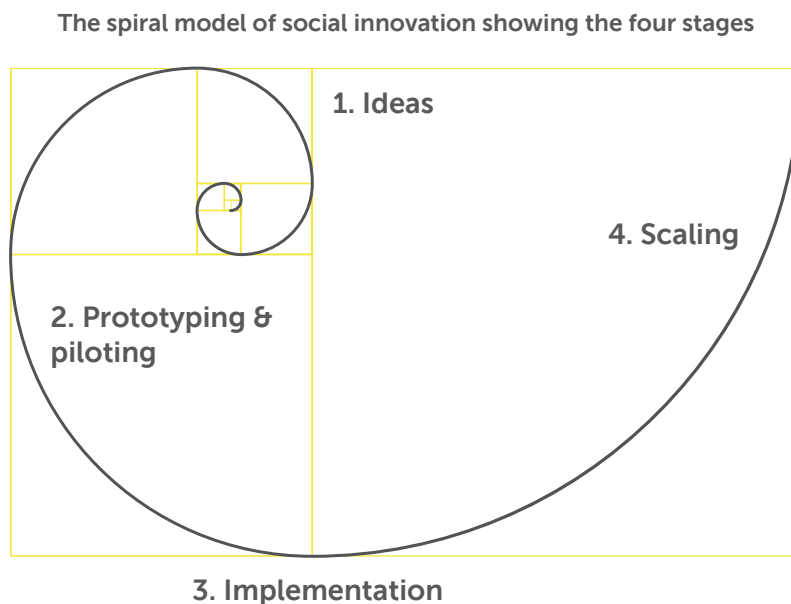 The spiral model of social innovation showing the four stages
1. Ideas
4. Scaling
2. Prototyping &
piloting
3. Implementation